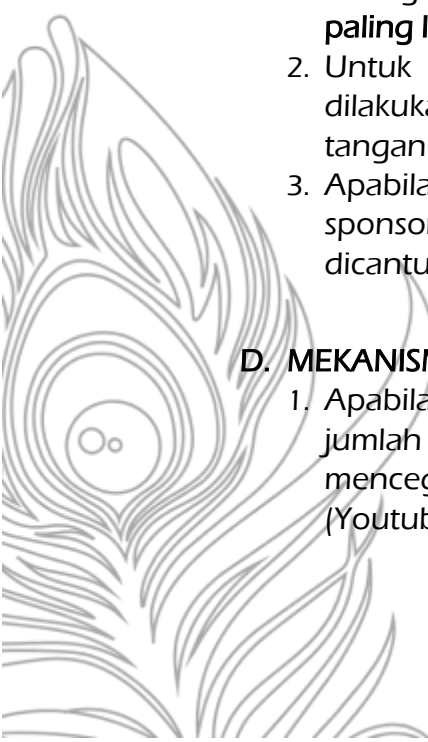 paling l
2. Untuk
dilakuka
tangan
3. Apabila
sponsor
dicantu
D. MEKANISM
1. Apabila
jumlah
menceg
(Youtub